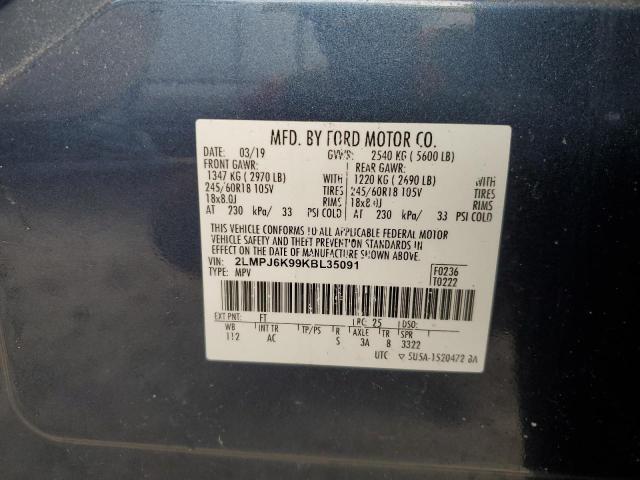 MFD. BY FORD MOTOR CO.
DATE: 03/19 GVWR: 2540 KG ( 5600 LB)
FRONT GAWR: REAR GAWR:
1347 KG ( 2970 LB) WITH 1220 KG ( 2690 LB) WITH
245/60R18 105V TIRES 245/60R18 105V TIRES
18x8.0J RIMS 18x8.0J RIMS
AT 230 kPa/ 33 PSI COLD AT 230 kPa/ 33 PSI COLD
THIS VEHICLE CONFORMS TO ALL APPLICABLE FEDERAL MOTOR
VEHICLE SAFETY AND THEFT PREVENTION STANDARDS IN
EFFECT ON THE DATE OF MANUFACTURE SHOWN ABOVE.
VIN: 2LMPJ6K99KBL35091 F0236
TYPE: MPV T0222
EXT PNT: FT RC: 25 DSO:
WB INT TR TP/PS R AXLE TR SPR
112 AC S 3A 8 3322
UTC ▽ 5U5A-1520472